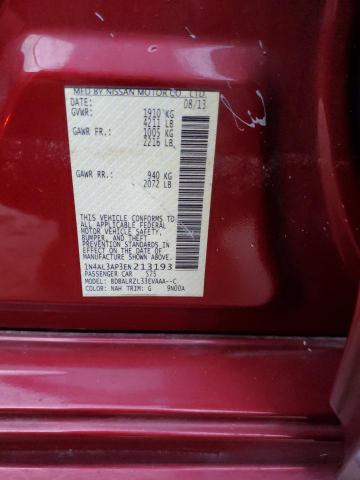 MFD BY NISSAN MOTOR CO., LTD.
DATE: 08/13
GVWR: 1910 KG
4211 LB
GAWR FR: 1005 KG
2216 LB
GAWR RR: 940 KG
2072 LB
THIS VEHICLE CONFORMS TO
ALL APPLICABLE FEDERAL
MOTOR VEHICLE SAFETY,
BUMPER, AND THEFT
PREVENTION STANDARDS IN
EFFECT ON THE DATE OF
MANUFACTURE SHOWN ABOVE.
1N4AL3AP3EN213193
PASSENGER CAR 575
MODEL: BDBALRZL33EVAAA--C
COLOR: NAH TRIM: G 9N00A